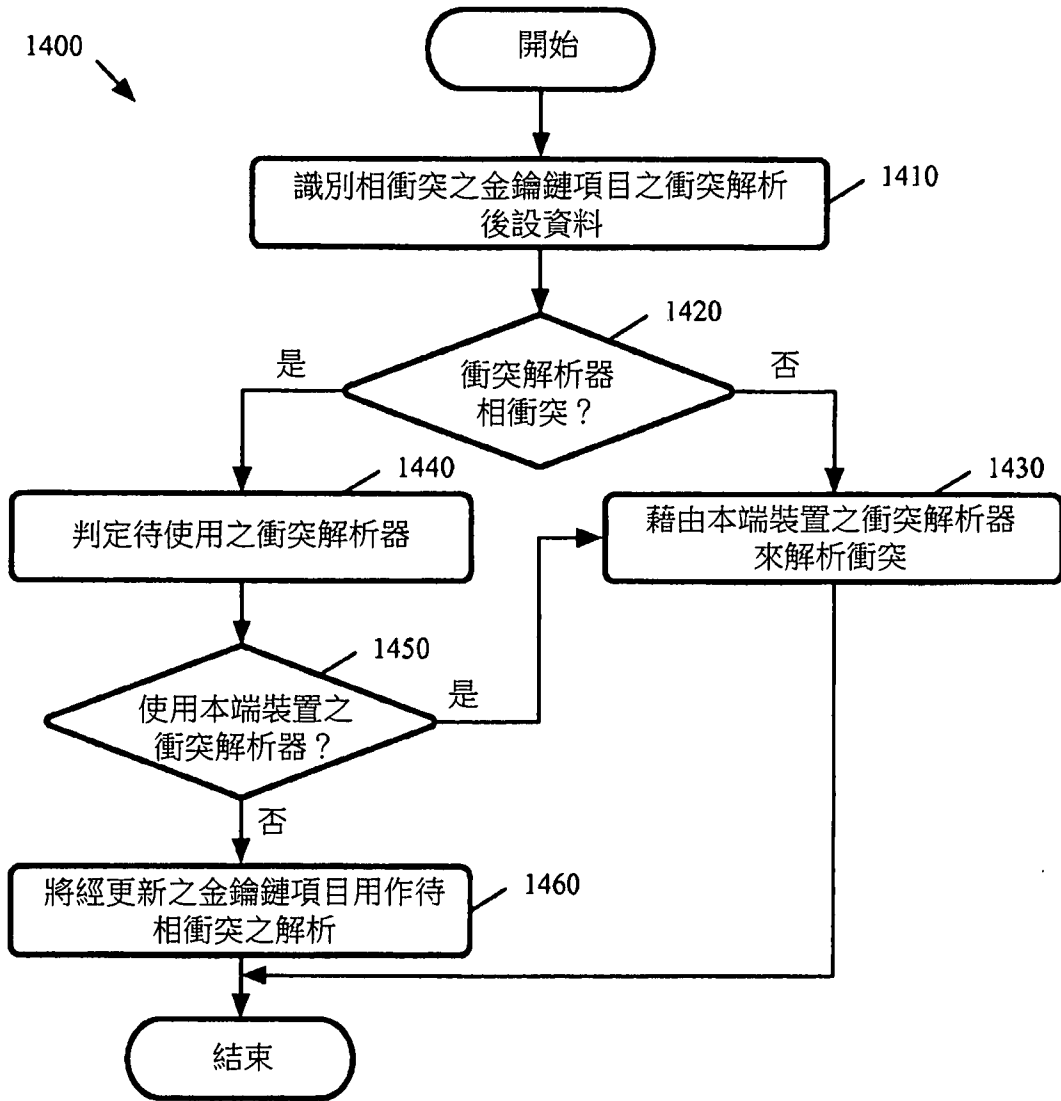 1400
開始
識別相衝突之金鑰鏈項目之衝突解析
後設資料
1410
1420
是
衝突解析器
相衝突？
否
1440
判定待使用之衝突解析器
1430
藉由本端裝置之衝突解析器
來解析衝突
1450
使用本端裝置之
衝突解析器？
是
否
將經更新之金鑰鏈項目用作待
相衝突之解析
1460
結束